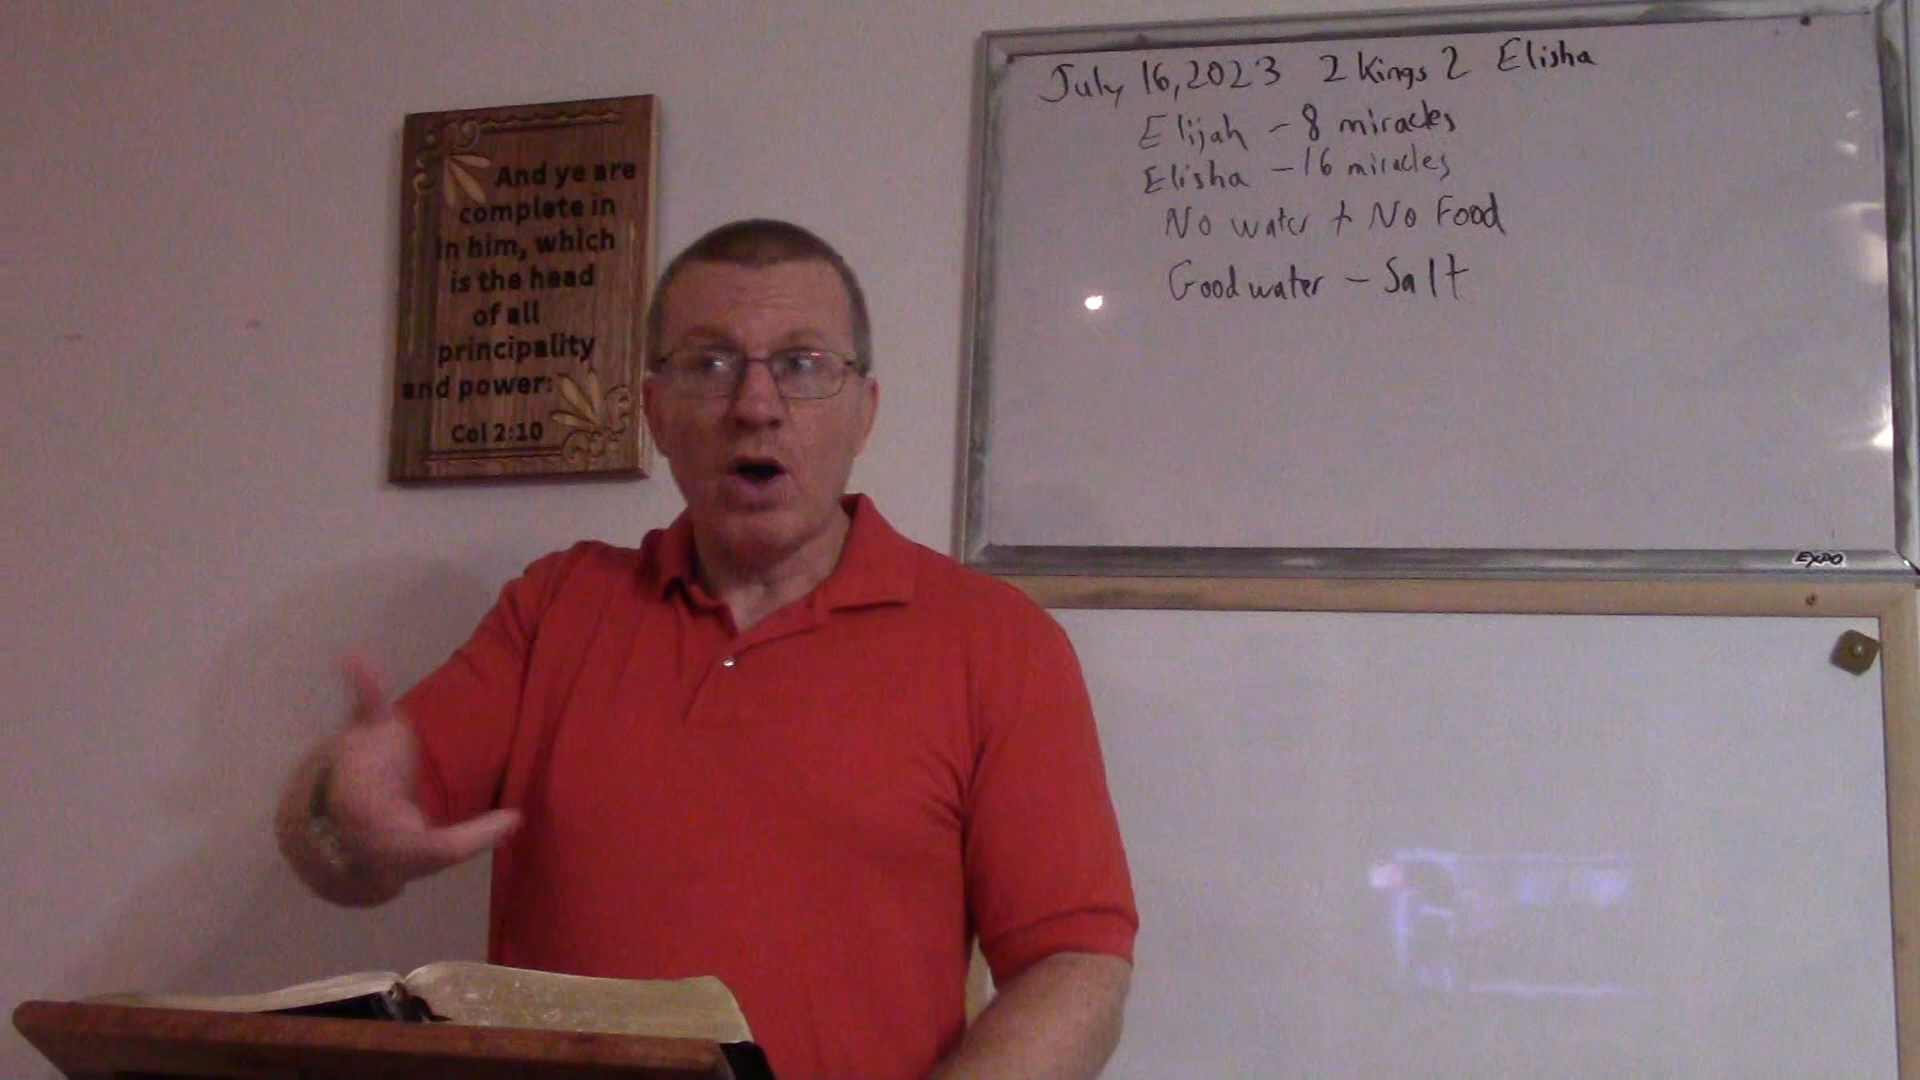 And ye are
complete in
in him, which
is the head
of all
principality
and power:
Col 2:10
July 16, 2023 2 Kings 2 Elisha
Elijah - 8 miracles
Elisha - 16 miracles
No water + No Food
Good water - Salt
EXPO